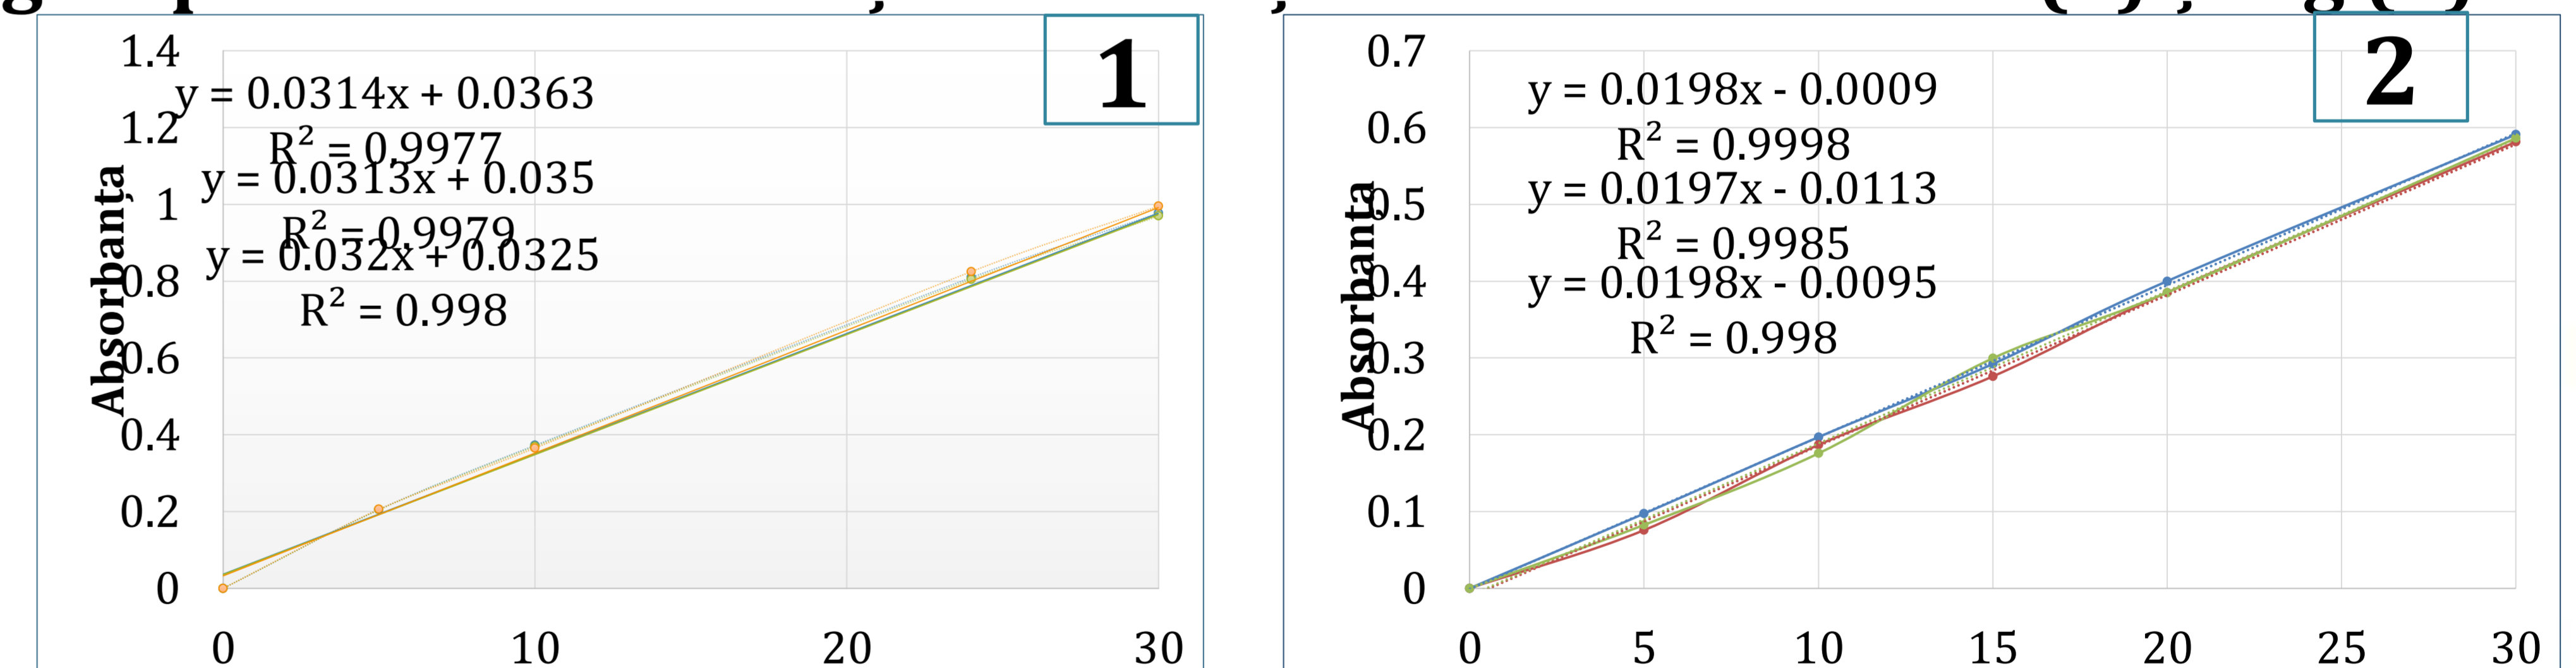 1
1.4
1.2
1
0.8
0.6
0.4
0.2
0
Absorbanța
y = 0.0314x + 0.0363
R² = 0.9977
y = 0.0313x + 0.035
R² = 0.9979
y = 0.032x + 0.0325
R² = 0.998
0 10 20 30
2
0.7
0.6
0.5
0.4
0.3
0.2
0.1
0
Absorbanța
y = 0.0198x - 0.0009
R² = 0.9998
y = 0.0197x - 0.0113
R² = 0.9985
y = 0.0198x - 0.0095
R² = 0.998
0 5 10 15 20 25 30